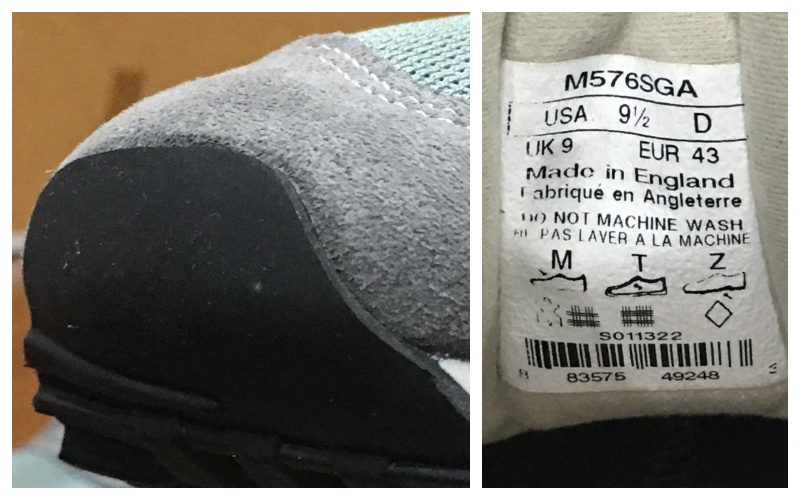 M576SGA
USA 9½ D
UK 9 EUR 43
Made in England
Fabriqué en Angleterre
DO NOT MACHINE WASH
NE PAS LAVER A LA MACHINE
M T Z
S011322
8 83575 49248 3